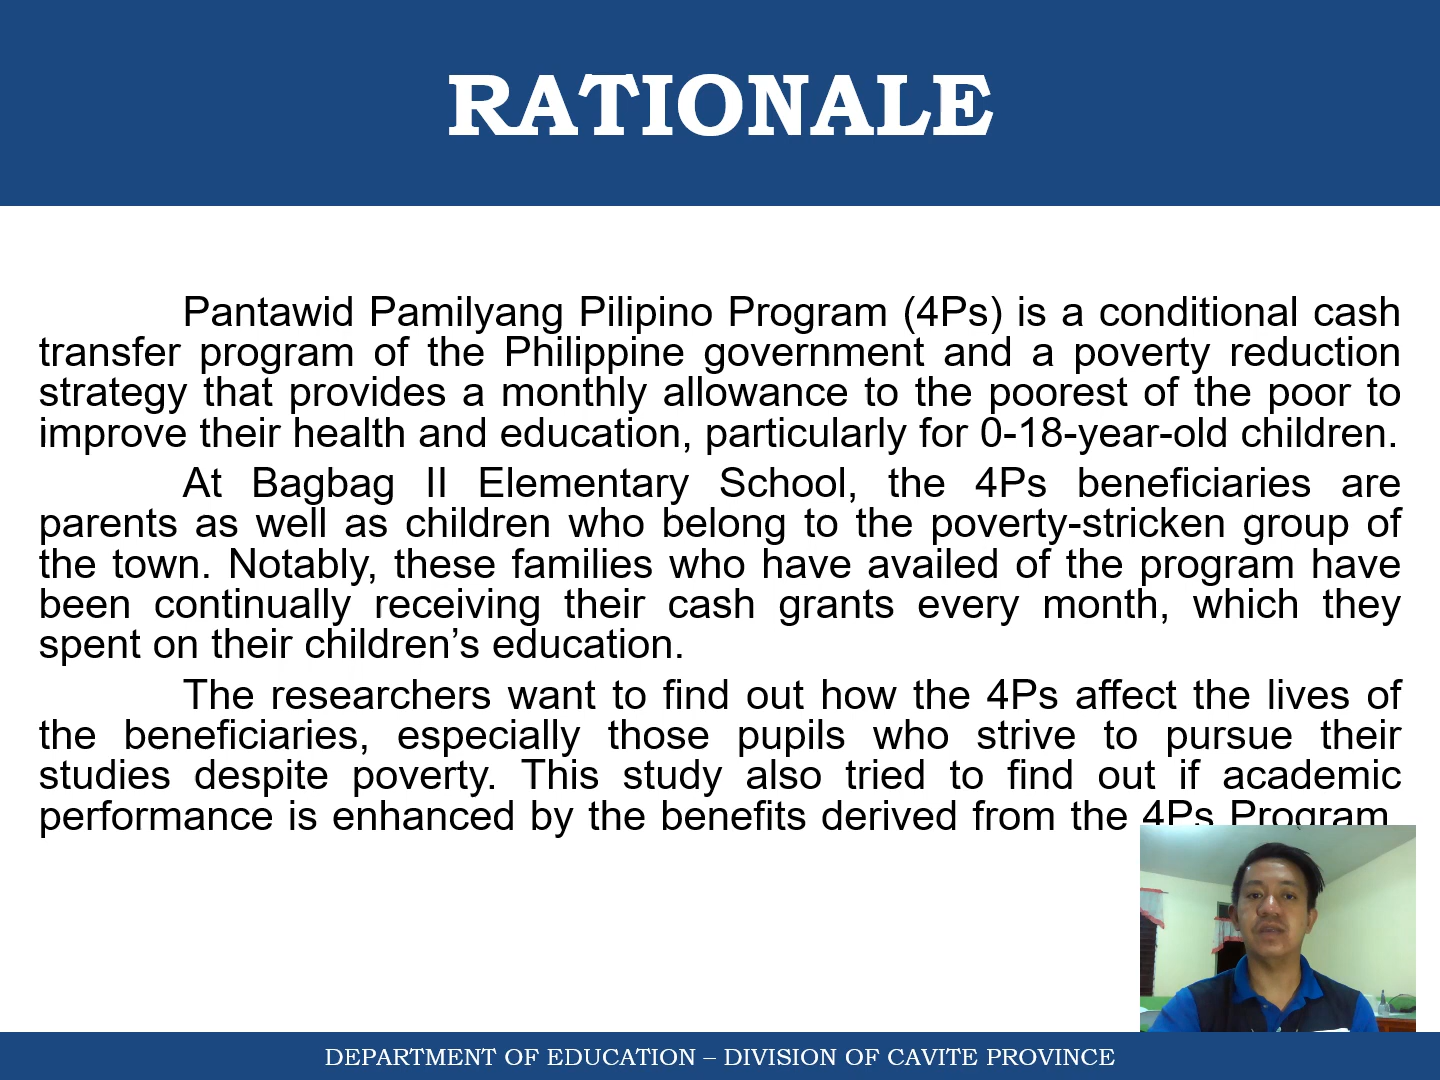 RATIONALE
Pantawid Pamilyang Pilipino Program (4Ps) is a conditional cash
transfer program of the Philippine government and a poverty reduction
strategy that provides a monthly allowance to the poorest of the poor to
improve their health and education, particularly for 0-18-year-old children.
At Bagbag II Elementary School, the 4Ps beneficiaries are
parents as well as children who belong to the poverty-stricken group of
the town. Notably, these families who have availed of the program have
been continually receiving their cash grants every month, which they
spent on their children’s education.
The researchers want to find out how the 4Ps affect the lives of
the beneficiaries, especially those pupils who strive to pursue their
studies despite poverty. This study also tried to find out if academic
performance is enhanced by the benefits derived from the 4Ps Program.
DEPARTMENT OF EDUCATION – DIVISION OF CAVITE PROVINCE